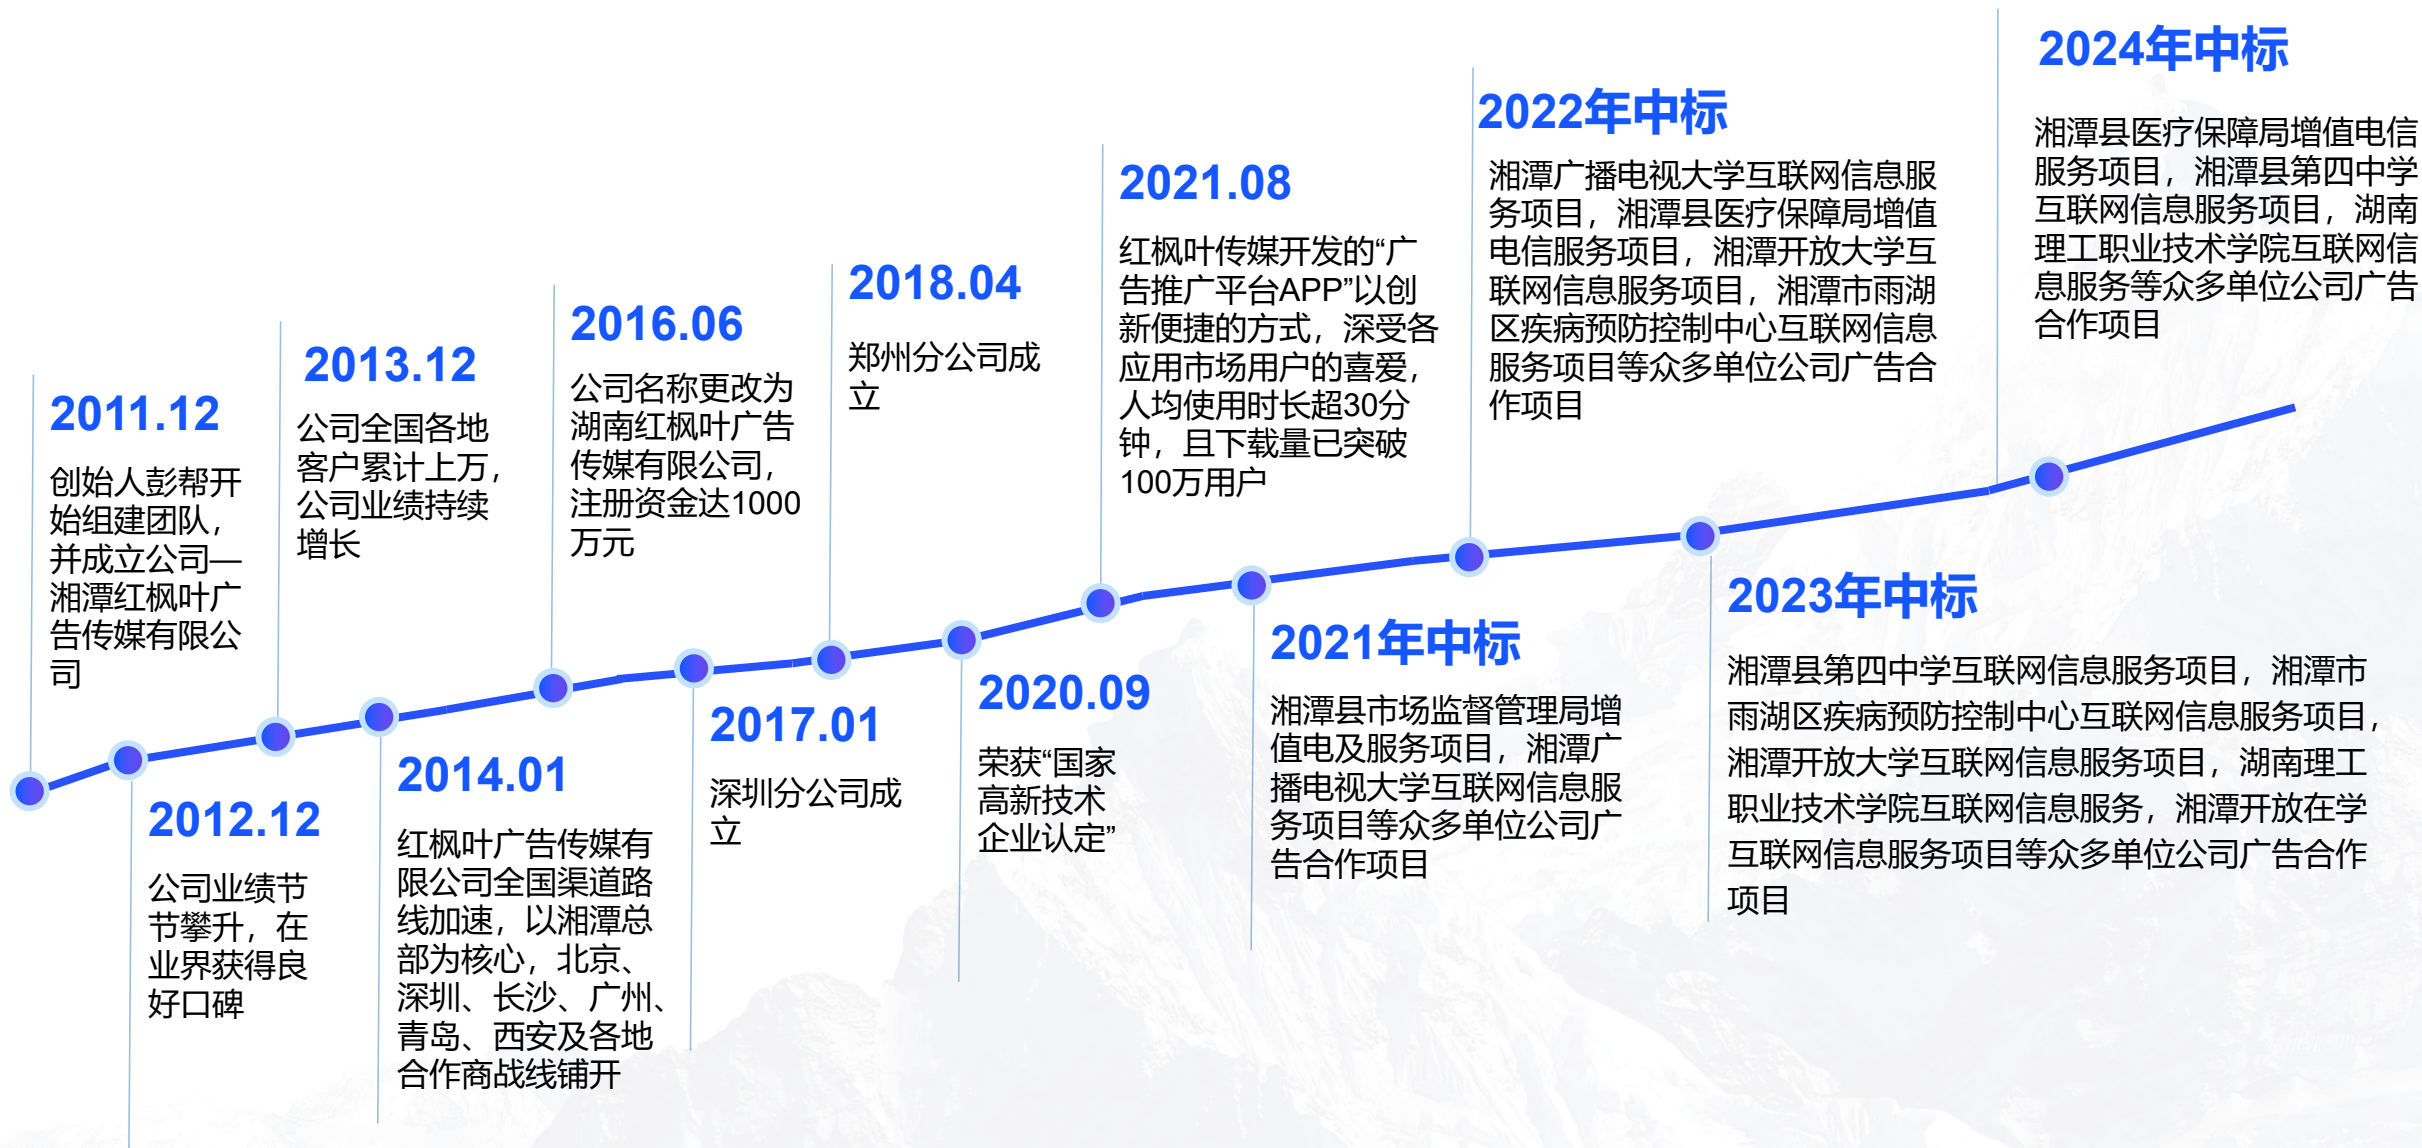 2011.12
创始人彭帮开
始组建团队，
并成立公司—
湘潭红枫叶广
告传媒有限公
司
2012.12
公司业绩节
节攀升，在
业界获得良
好口碑
2013.12
公司全国各地
客户累计上万，
公司业绩持续
增长
2014.01
红枫叶广告传媒有
限公司全国渠道路
线加速，以湘潭总
部为核心，北京、
深圳、长沙、广州、
青岛、西安及各地
合作商战线铺开
2016.06
公司名称更改为
湖南红枫叶广告
传媒有限公司，
注册资金达1000
万元
2017.01
深圳分公司成
立
2018.04
郑州分公司成
立
2020.09
荣获“国家
高新技术
企业认定”
2021.08
红枫叶传媒开发的“广
告推广平台APP”以创
新便捷的方式，深受各
应用市场用户的喜爱，
人均使用时长超30分
钟，且下载量已突破
100万用户
2021年中标
湘潭县市场监督管理局增
值电及服务项目，湘潭广
播电视大学互联网信息服
务项目等众多单位公司广
告合作项目
2022年中标
湘潭广播电视大学互联网信息服
务项目，湘潭县医疗保障局增值
电信服务项目，湘潭开放大学互
联网信息服务项目，湘潭市雨湖
区疾病预防控制中心互联网信息
服务项目等众多单位公司广告合
作项目
2023年中标
湘潭县第四中学互联网信息服务项目，湘潭市
雨湖区疾病预防控制中心互联网信息服务项目，
湘潭开放大学互联网信息服务项目，湖南理工
职业技术学院互联网信息服务，湘潭开放在学
互联网信息服务项目等众多单位公司广告合作
项目
2024年中标
湘潭县医疗保障局增值电信
服务项目，湘潭县第四中学
互联网信息服务项目，湖南
理工职业技术学院互联网信
息服务等众多单位公司广告
合作项目